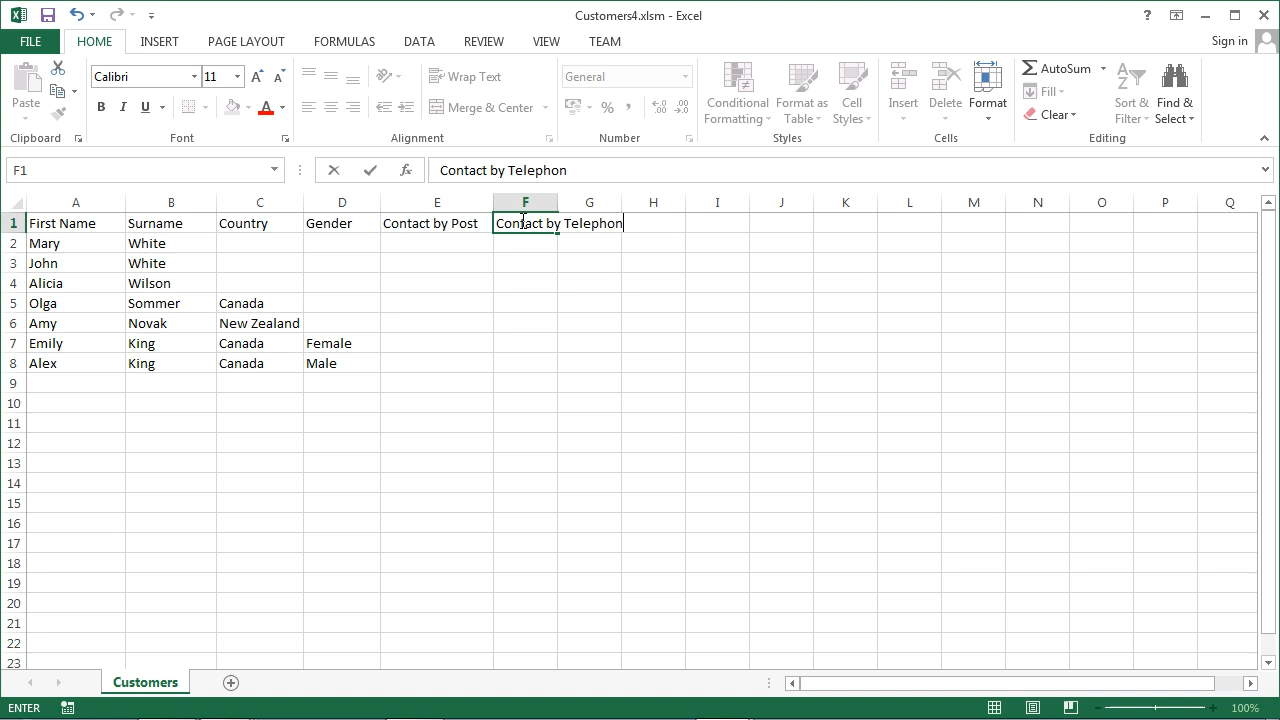 Customers4.xlsm - Excel
?
FILE HOME INSERT PAGE LAYOUT FORMULAS DATA REVIEW VIEW TEAM Sign in
Paste
Calibri 11 A A
B I U A
Wrap Text
Merge & Center
General
% , .00 .00
Conditional Formatting
Format as Table
Cell Styles
Insert
Delete
Format
Σ AutoSum
Fill
Clear
Sort & Filter
Find & Select
Clipboard Font Alignment Number Styles Cells Editing
F1 fx Contact by Telephon
A B C D E F G H I J K L M N O P Q
1 First Name Surname Country Gender Contact by Post Contact by Telephon
2 Mary White
3 John White
4 Alicia Wilson
5 Olga Sommer Canada
6 Amy Novak New Zealand
7 Emily King Canada Female
8 Alex King Canada Male
9
10
11
12
13
14
15
16
17
18
19
20
21
22
23
Customers
ENTER 100%